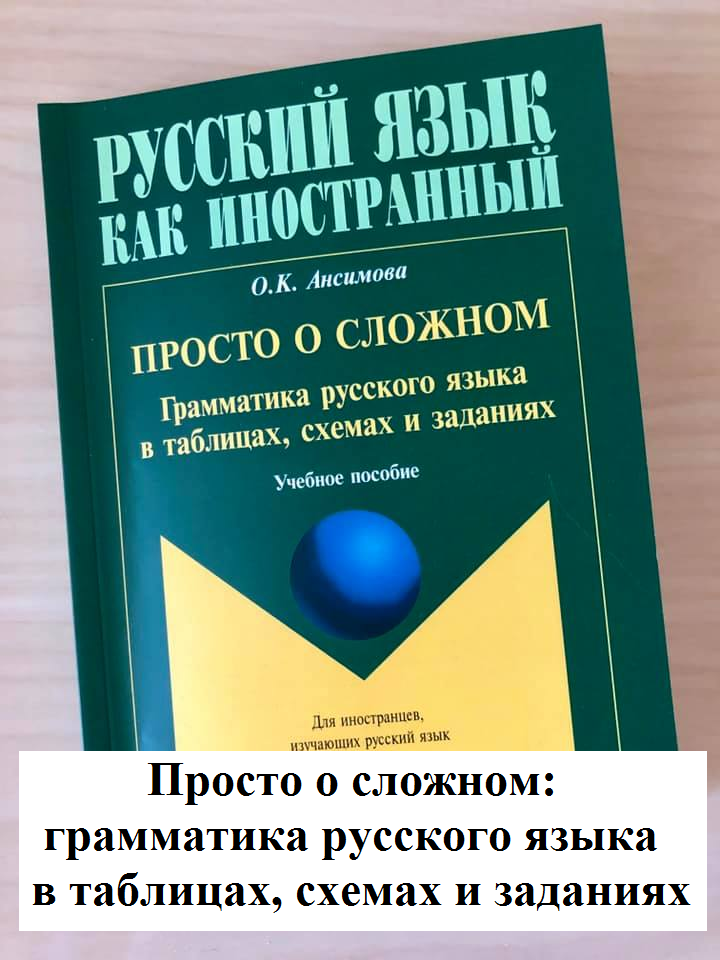 РУССКИЙ ЯЗЫК
КАК ИНОСТРАННЫЙ
О.К. Ансимова
ПРОСТО О СЛОЖНОМ
Грамматика русского языка
в таблицах, схемах и заданиях
Учебное пособие
Для иностранцев,
изучающих русский язык
Просто о сложном:
грамматика русского языка
в таблицах, схемах и заданиях